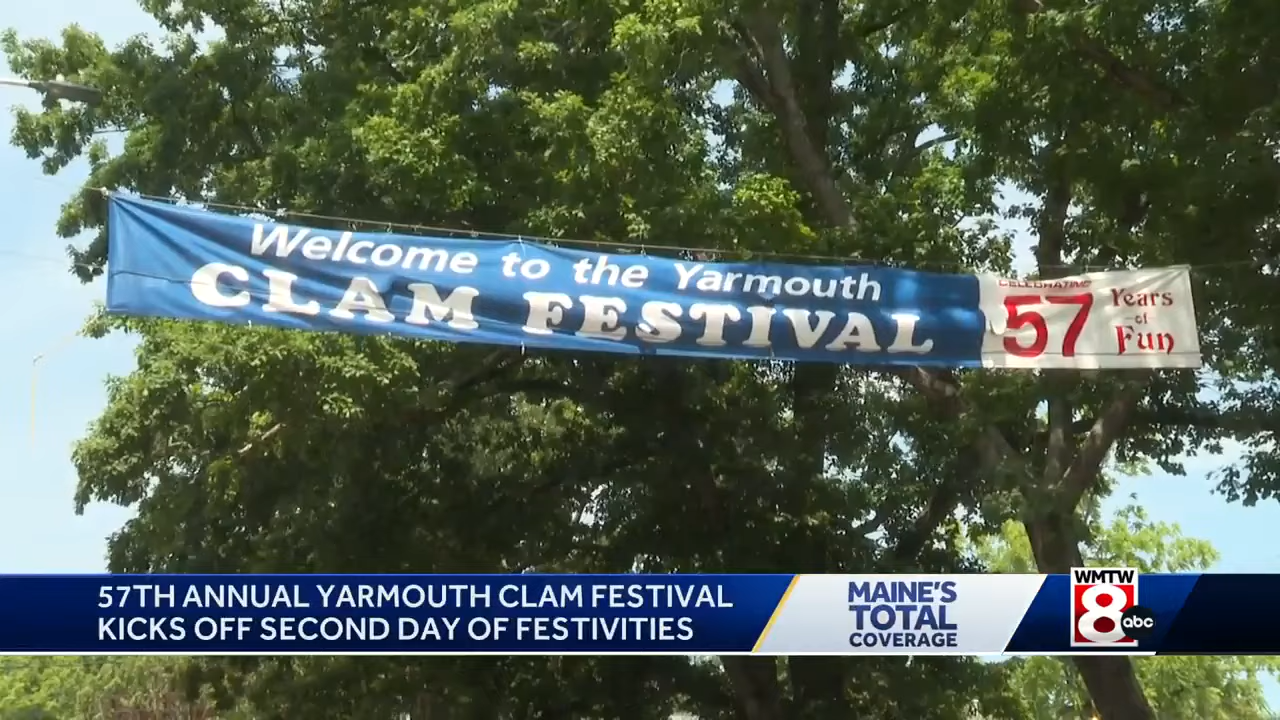 Welcome to the Yarmouth
CLAM FESTIVAL
CELEBRATING
57
Years
of
Fun
57TH ANNUAL YARMOUTH CLAM FESTIVAL
KICKS OFF SECOND DAY OF FESTIVITIES
MAINE'S
TOTAL
COVERAGE
WMTW
8
abc